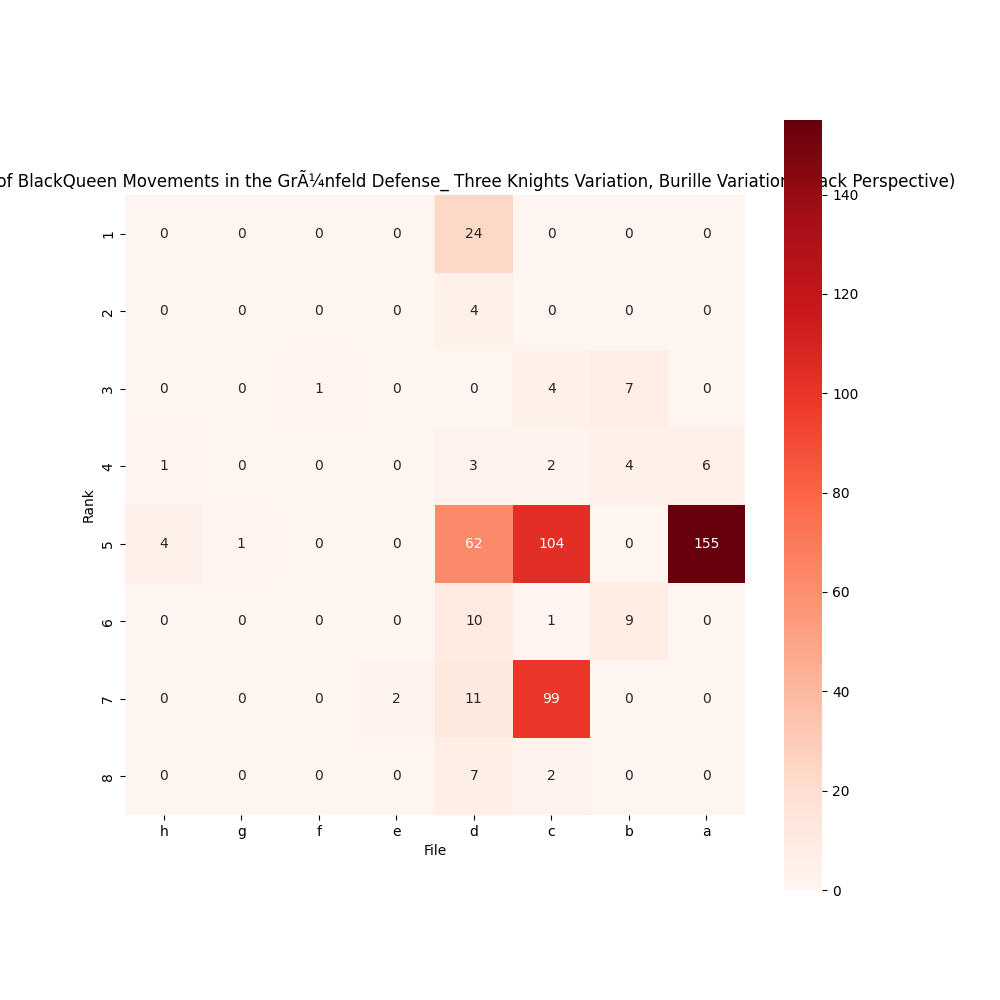 of BlackQueen Movements in the GrÃ¼nfeld Defense_ Three Knights Variation, Burille Variation ack Perspective)
1 0 0 0 0 24 0 0 0 140
2 0 0 0 0 4 0 0 0 120
3 0 0 1 0 0 4 7 0 100
4 1 0 0 0 3 2 4 6 80
Rank
5 4 1 0 0 62 104 0 155 60
6 0 0 0 0 10 1 9 0 40
7 0 0 0 2 11 99 0 0 20
8 0 0 0 0 7 2 0 0 0
h g f e d c b a
File